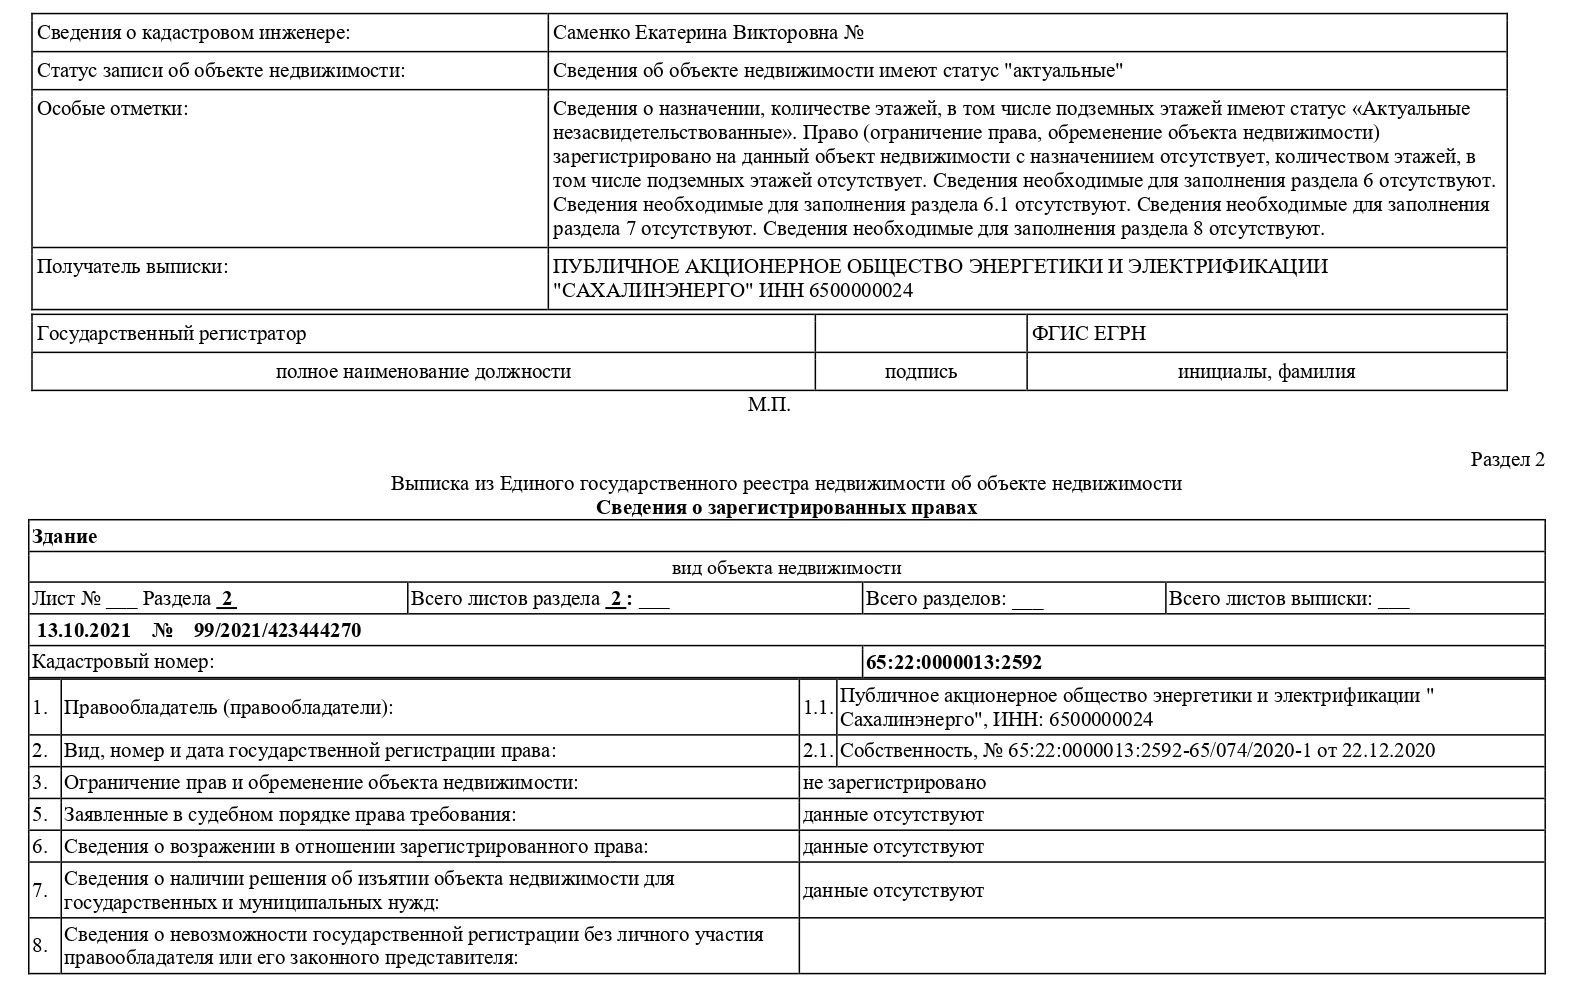 Сведения о кадастровом инженере:
Саменко Екатерина Викторовна №
Статус записи об объекте недвижимости:
Сведения об объекте недвижимости имеют статус "актуальные"
Особые отметки:
Сведения о назначении, количестве этажей, в том числе подземных этажей имеют статус «Актуальные
незасвидетельствованные». Право (ограничение права, обременение объекта недвижимости)
зарегистрировано на данный объект недвижимости с назначениием отсутствует, количеством этажей, в
том числе подземных этажей отсутствует. Сведения необходимые для заполнения раздела 6 отсутствуют.
Сведения необходимые для заполнения раздела 6.1 отсутствуют. Сведения необходимые для заполнения
раздела 7 отсутствуют. Сведения необходимые для заполнения раздела 8 отсутствуют.
Получатель выписки:
ПУБЛИЧНОЕ АКЦИОНЕРНОЕ ОБЩЕСТВО ЭНЕРГЕТИКИ И ЭЛЕКТРИФИКАЦИИ
"САХАЛИНЭНЕРГО" ИНН 6500000024
Государственный регистратор
ФГИС ЕГРН
полное наименование должности
подпись
инициалы, фамилия
М.П.
Раздел 2
Выписка из Единого государственного реестра недвижимости об объекте недвижимости
Сведения о зарегистрированных правах
Здание
вид объекта недвижимости
Лист № ___ Раздела 2
Всего листов раздела 2 : ___
Всего разделов: ___
Всего листов выписки: ___
13.10.2021 № 99/2021/423444270
Кадастровый номер:
65:22:0000013:2592
1. Правообладатель (правообладатели):
1.1. Публичное акционерное общество энергетики и электрификации "
Сахалинэнерго", ИНН: 6500000024
2. Вид, номер и дата государственной регистрации права:
2.1. Собственность, № 65:22:0000013:2592-65/074/2020-1 от 22.12.2020
3. Ограничение прав и обременение объекта недвижимости:
не зарегистрировано
5. Заявленные в судебном порядке права требования:
данные отсутствуют
6. Сведения о возражении в отношении зарегистрированного права:
данные отсутствуют
7. Сведения о наличии решения об изъятии объекта недвижимости для
государственных и муниципальных нужд:
данные отсутствуют
8. Сведения о невозможности государственной регистрации без личного участия
правообладателя или его законного представителя: